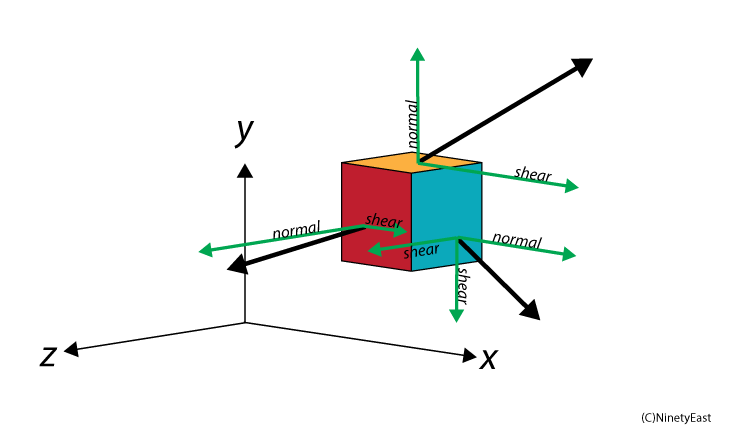 y
normal
shear
normal
shear
shear
normal
shear
z
x
(C)NinetyEast